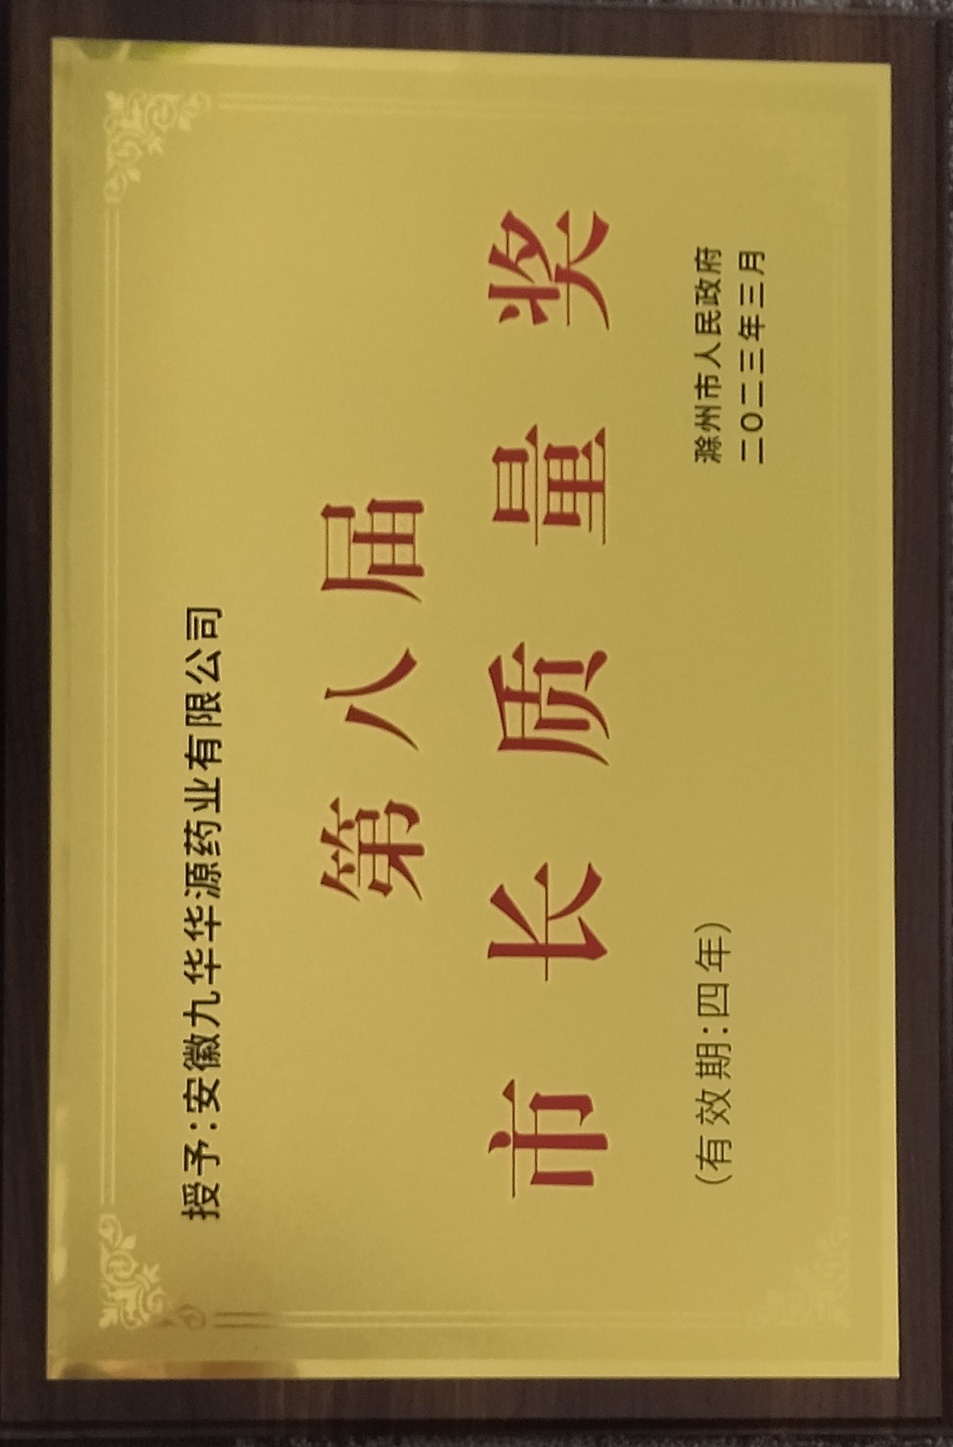 授予:安徽九华华源药业有限公司
第八届
市长质量奖
(有效期:四年)
滁州市人民政府
二〇二三年三月